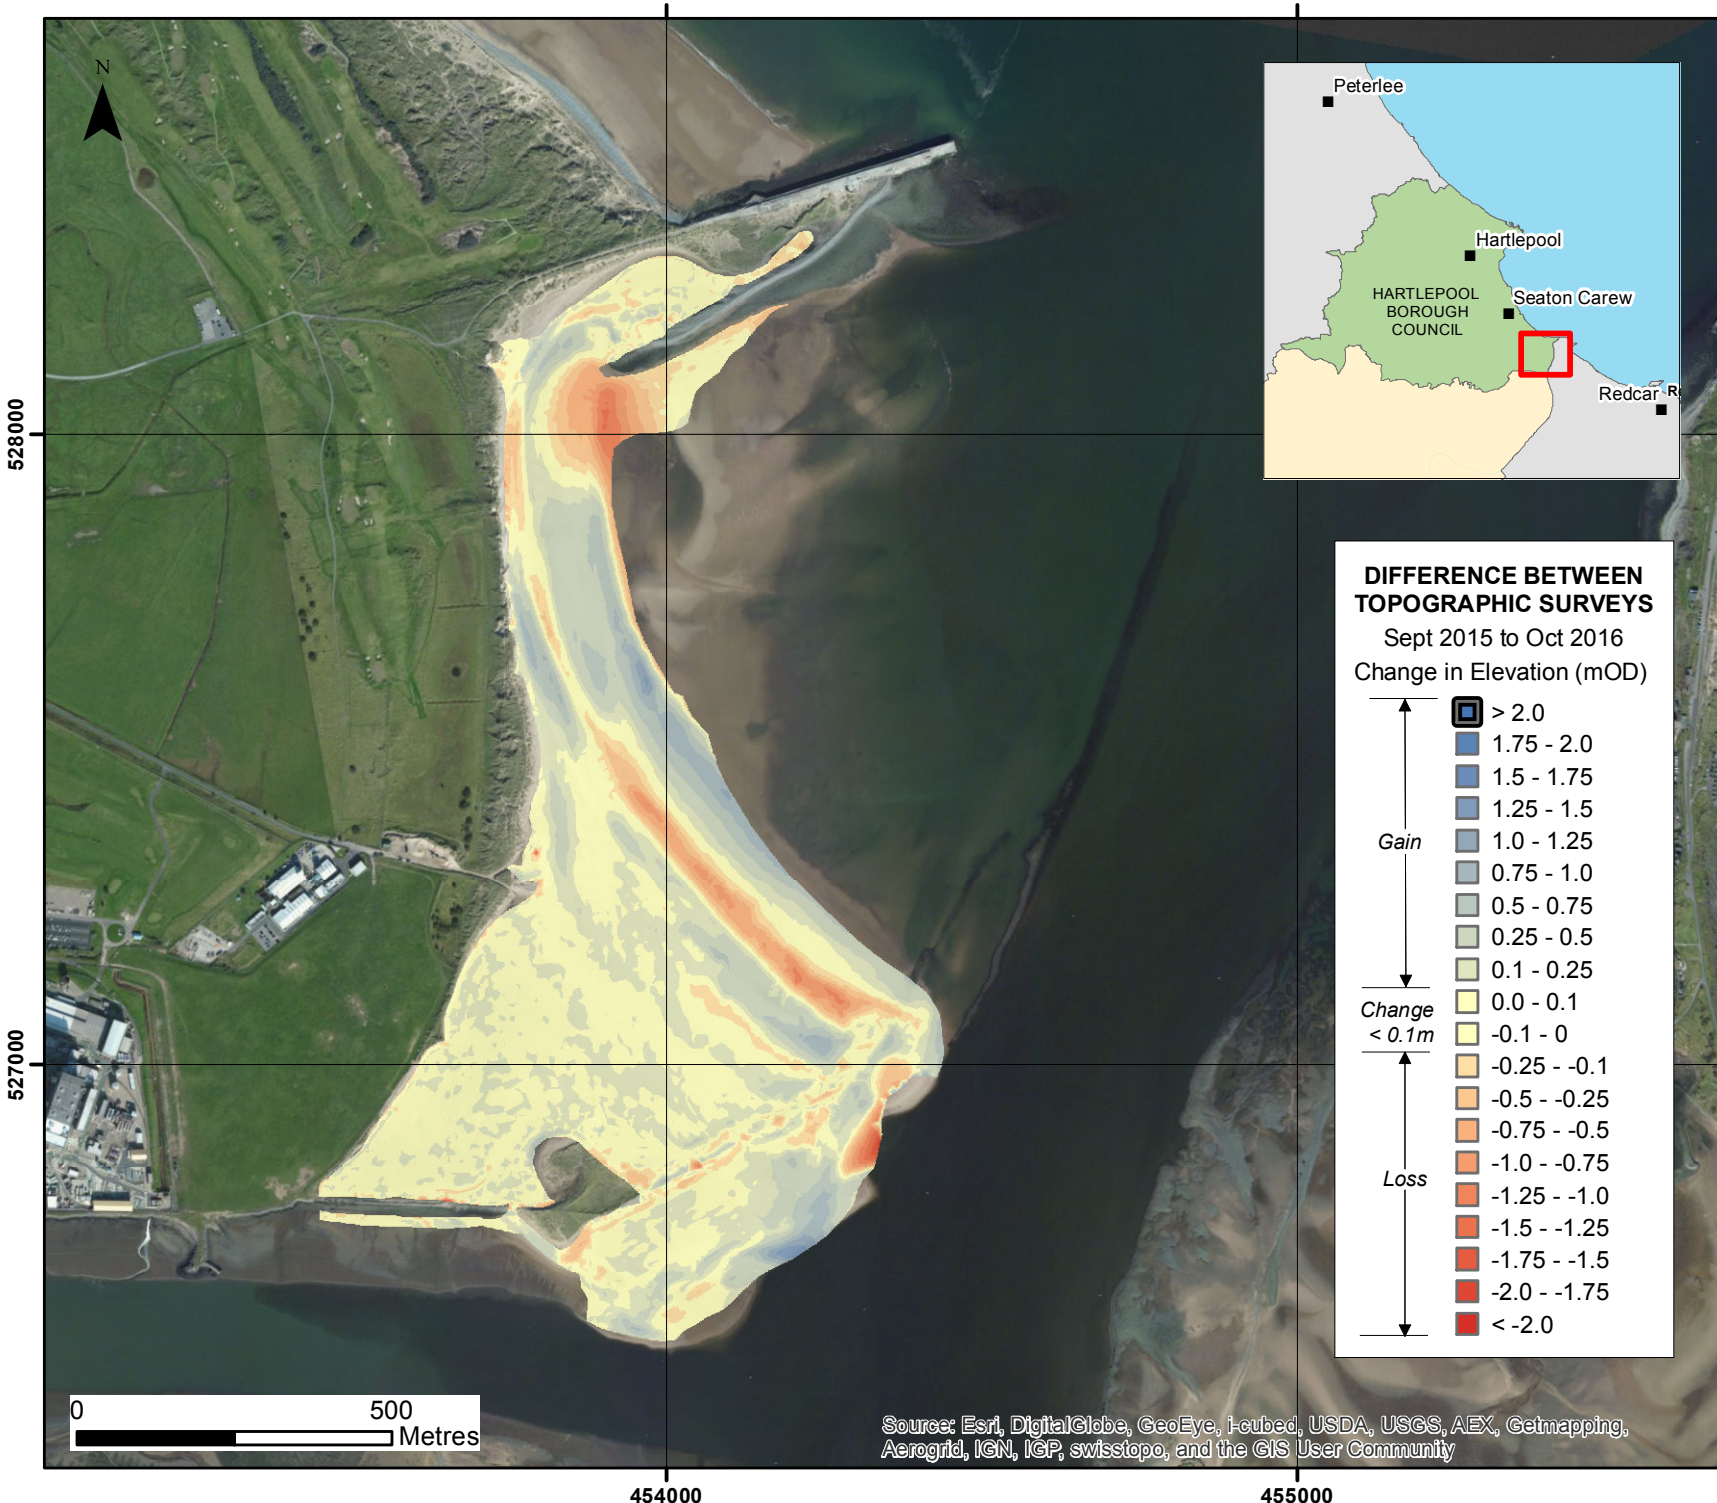 N
Peterlee
Hartlepool
HARTLEPOOL
BOROUGH
COUNCIL
Seaton Carew
Redcar
528000
527000
DIFFERENCE BETWEEN
TOPOGRAPHIC SURVEYS
Sept 2015 to Oct 2016
Change in Elevation (mOD)
> 2.0
1.75 - 2.0
1.5 - 1.75
1.25 - 1.5
Gain
1.0 - 1.25
0.75 - 1.0
0.5 - 0.75
0.25 - 0.5
0.1 - 0.25
Change
< 0.1m
0.0 - 0.1
-0.1 - 0
-0.25 - -0.1
-0.5 - -0.25
-0.75 - -0.5
-1.0 - -0.75
Loss
-1.25 - -1.0
-1.5 - -1.25
-1.75 - -1.5
-2.0 - -1.75
< -2.0
0 500
Metres
Source: Esri, DigitalGlobe, GeoEye, i-cubed, USDA, USGS, AEX, Getmapping,
Aerogrid, IGN, IGP, swisstopo, and the GIS User Community
454000
455000